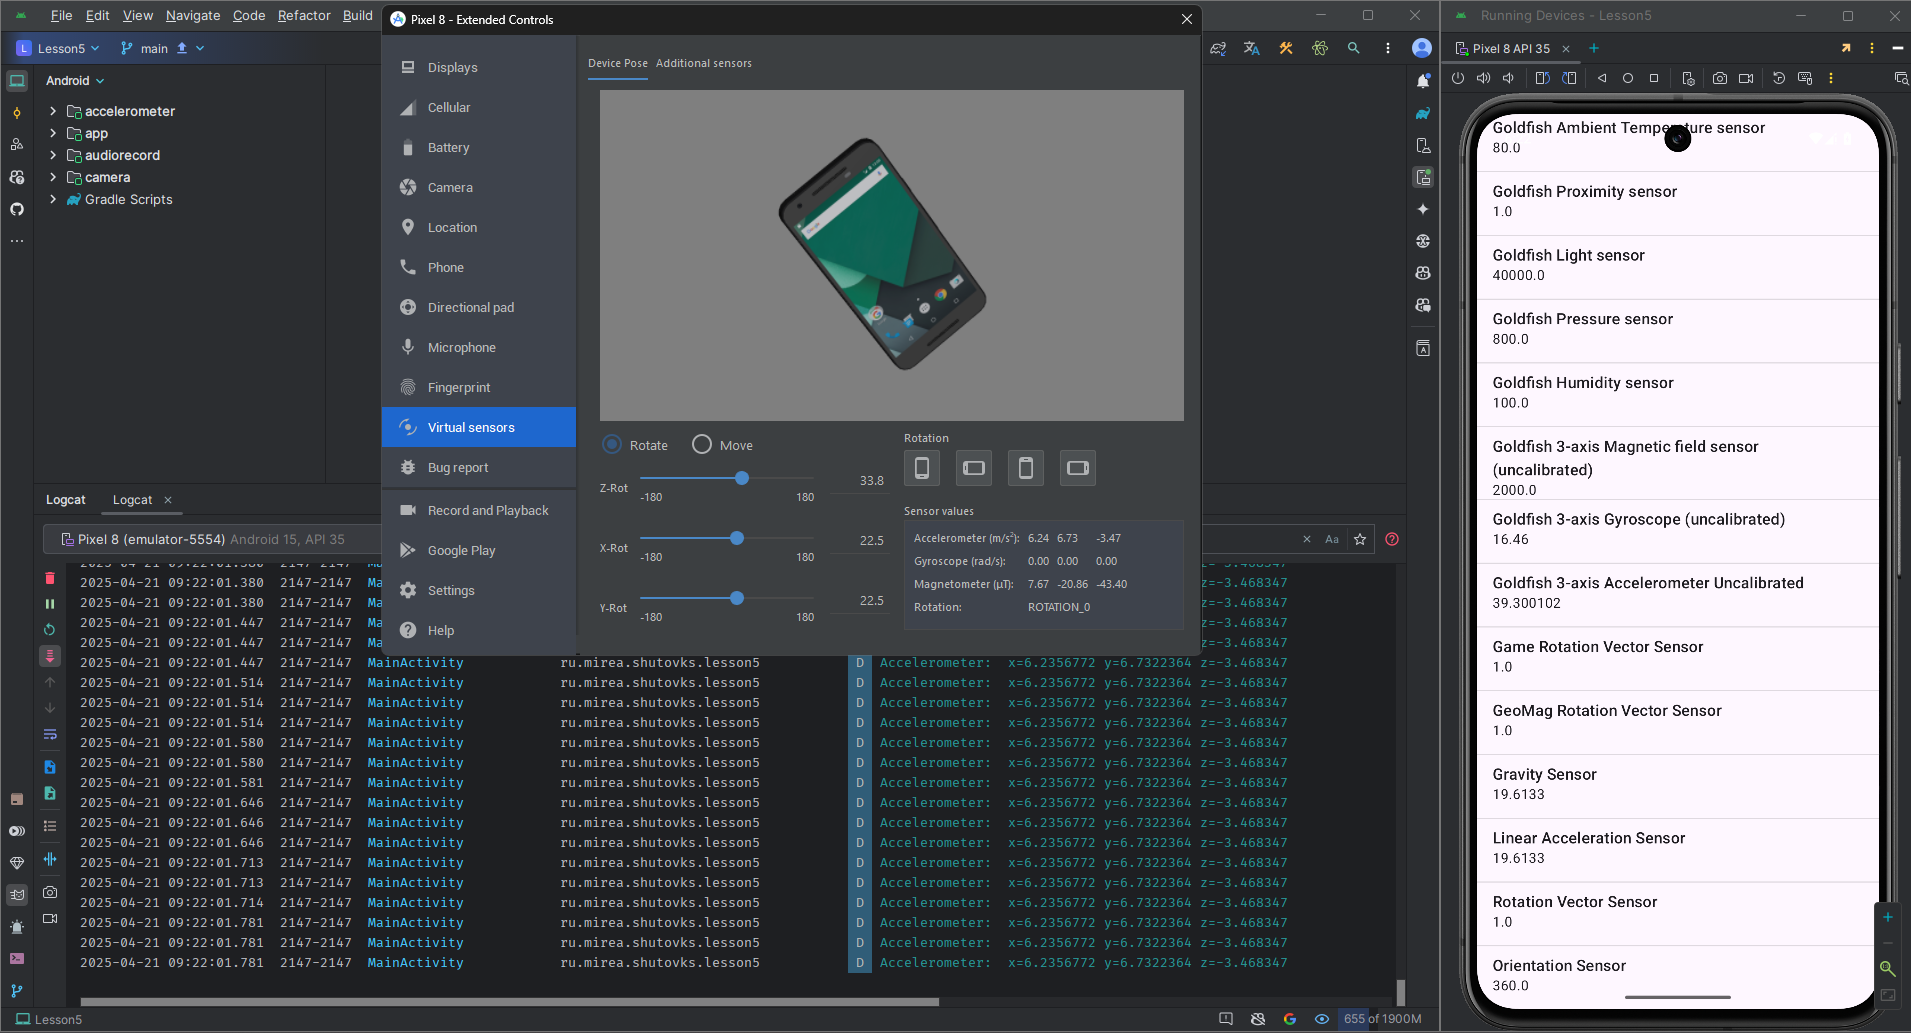 File Edit View Navigate Code Refactor Build
L Lesson5 main
Android
accelerometer
app
audiorecord
camera
Gradle Scripts
Pixel 8 - Extended Controls
Displays
Cellular
Battery
Camera
Location
Phone
Directional pad
Microphone
Fingerprint
Virtual sensors
Bug report
Record and Playback
Google Play
Settings
Help
Device Pose Additional sensors
Rotate Move
Z-Rot -180 180 33.8
X-Rot -180 180 22.5
Y-Rot -180 180 22.5
Rotation
Sensor values
Accelerometer (m/s²): 6.24 6.73 -3.47
Gyroscope (rad/s): 0.00 0.00 0.00
Magnetometer (μT): 7.67 -20.86 -43.40
Rotation: ROTATION_0
Logcat Logcat
Pixel 8 (emulator-5554) Android 15, API 35
Aa
2025-04-21 09:22:01.380 2147-2147 Ma z=-3.468347
2025-04-21 09:22:01.380 2147-2147 Ma z=-3.468347
2025-04-21 09:22:01.447 2147-2147 Ma z=-3.468347
2025-04-21 09:22:01.447 2147-2147 Ma z=-3.468347
2025-04-21 09:22:01.447 2147-2147 MainActivity ru.mirea.shutovks.lesson5 D Accelerometer: x=6.2356772 y=6.7322364 z=-3.468347
2025-04-21 09:22:01.514 2147-2147 MainActivity ru.mirea.shutovks.lesson5 D Accelerometer: x=6.2356772 y=6.7322364 z=-3.468347
2025-04-21 09:22:01.514 2147-2147 MainActivity ru.mirea.shutovks.lesson5 D Accelerometer: x=6.2356772 y=6.7322364 z=-3.468347
2025-04-21 09:22:01.514 2147-2147 MainActivity ru.mirea.shutovks.lesson5 D Accelerometer: x=6.2356772 y=6.7322364 z=-3.468347
2025-04-21 09:22:01.580 2147-2147 MainActivity ru.mirea.shutovks.lesson5 D Accelerometer: x=6.2356772 y=6.7322364 z=-3.468347
2025-04-21 09:22:01.580 2147-2147 MainActivity ru.mirea.shutovks.lesson5 D Accelerometer: x=6.2356772 y=6.7322364 z=-3.468347
2025-04-21 09:22:01.581 2147-2147 MainActivity ru.mirea.shutovks.lesson5 D Accelerometer: x=6.2356772 y=6.7322364 z=-3.468347
2025-04-21 09:22:01.646 2147-2147 MainActivity ru.mirea.shutovks.lesson5 D Accelerometer: x=6.2356772 y=6.7322364 z=-3.468347
2025-04-21 09:22:01.646 2147-2147 MainActivity ru.mirea.shutovks.lesson5 D Accelerometer: x=6.2356772 y=6.7322364 z=-3.468347
2025-04-21 09:22:01.646 2147-2147 MainActivity ru.mirea.shutovks.lesson5 D Accelerometer: x=6.2356772 y=6.7322364 z=-3.468347
2025-04-21 09:22:01.713 2147-2147 MainActivity ru.mirea.shutovks.lesson5 D Accelerometer: x=6.2356772 y=6.7322364 z=-3.468347
2025-04-21 09:22:01.713 2147-2147 MainActivity ru.mirea.shutovks.lesson5 D Accelerometer: x=6.2356772 y=6.7322364 z=-3.468347
2025-04-21 09:22:01.714 2147-2147 MainActivity ru.mirea.shutovks.lesson5 D Accelerometer: x=6.2356772 y=6.7322364 z=-3.468347
2025-04-21 09:22:01.781 2147-2147 MainActivity ru.mirea.shutovks.lesson5 D Accelerometer: x=6.2356772 y=6.7322364 z=-3.468347
2025-04-21 09:22:01.781 2147-2147 MainActivity ru.mirea.shutovks.lesson5 D Accelerometer: x=6.2356772 y=6.7322364 z=-3.468347
2025-04-21 09:22:01.781 2147-2147 MainActivity ru.mirea.shutovks.lesson5 D Accelerometer: x=6.2356772 y=6.7322364 z=-3.468347
Lesson5
655 of 1900M
Running Devices - Lesson5
Pixel 8 API 35
Goldfish Ambient Temperature sensor
80.0
Goldfish Proximity sensor
1.0
Goldfish Light sensor
40000.0
Goldfish Pressure sensor
800.0
Goldfish Humidity sensor
100.0
Goldfish 3-axis Magnetic field sensor
(uncalibrated)
2000.0
Goldfish 3-axis Gyroscope (uncalibrated)
16.46
Goldfish 3-axis Accelerometer Uncalibrated
39.300102
Game Rotation Vector Sensor
1.0
GeoMag Rotation Vector Sensor
1.0
Gravity Sensor
19.6133
Linear Acceleration Sensor
19.6133
Rotation Vector Sensor
1.0
Orientation Sensor
360.0